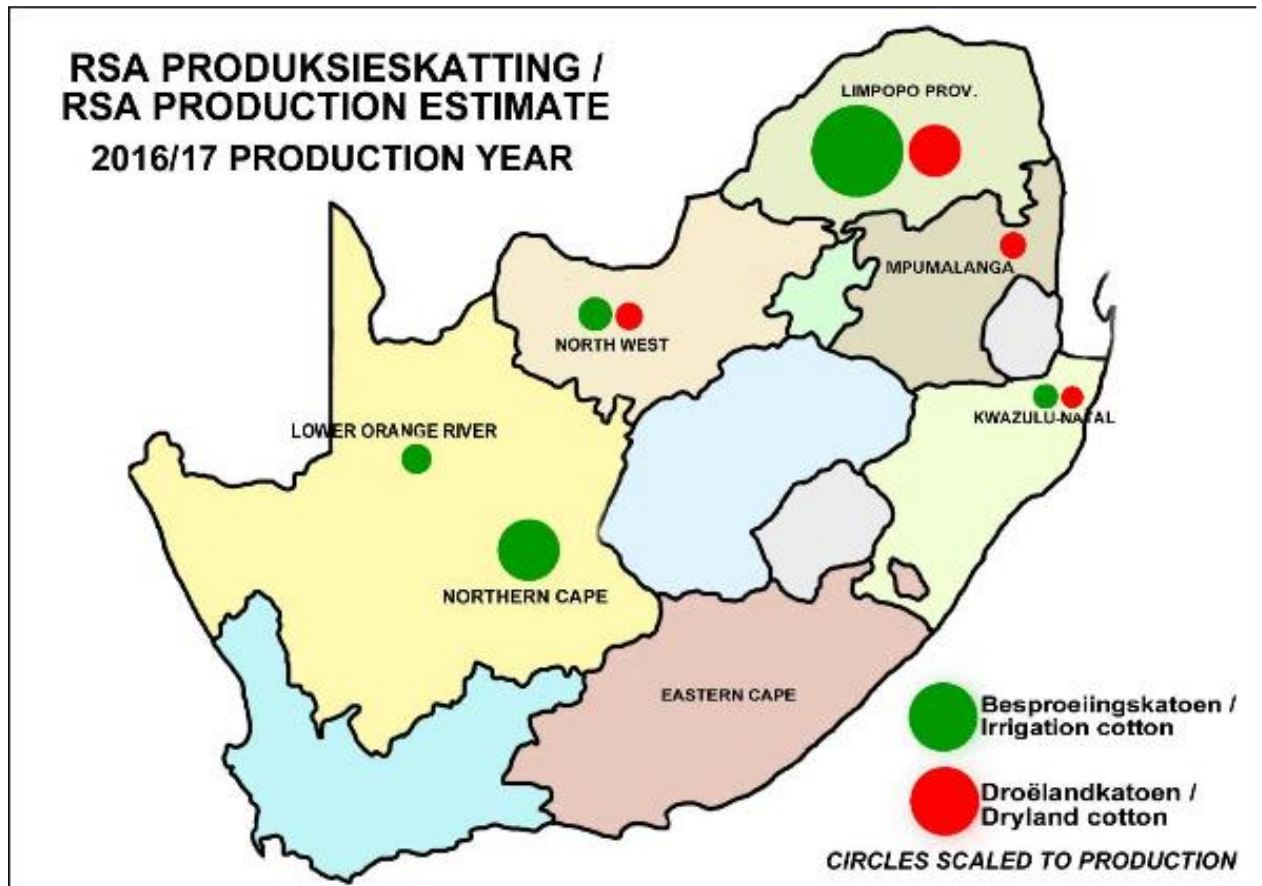 RSA PRODUKSIESKATTING /
RSA PRODUCTION ESTIMATE
2016/17 PRODUCTION YEAR
LIMPOPO PROV.
MPUMALANGA
NORTH WEST
KWAZULU-NATAL
LOWER ORANGE RIVER
NORTHERN CAPE
EASTERN CAPE
Besproeiingskatoen /
Irrigation cotton
Droëlandkatoen /
Dryland cotton
CIRCLES SCALED TO PRODUCTION